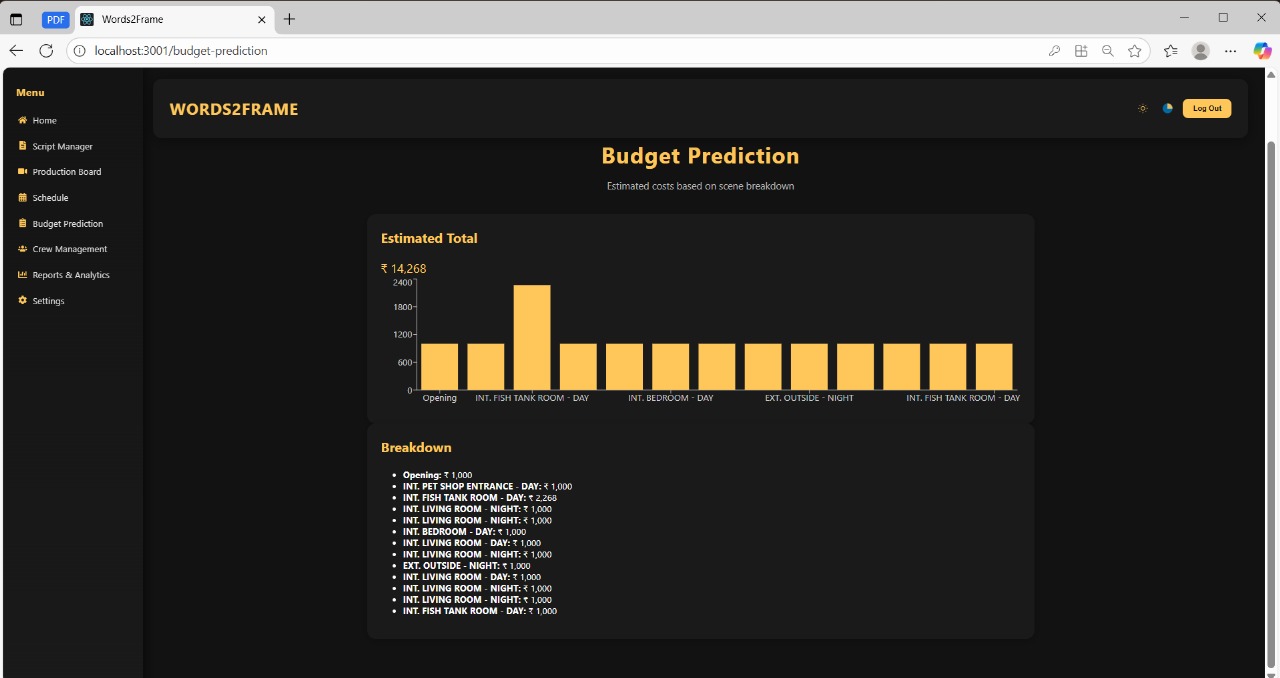 PDF Words2Frame
localhost:3001/budget-prediction
Menu
Home
Script Manager
Production Board
Schedule
Budget Prediction
Crew Management
Reports & Analytics
Settings
WORDS2FRAME
Log Out
Budget Prediction
Estimated costs based on scene breakdown
Estimated Total
₹ 14,268
2400
1800
1200
600
0
Opening INT. FISH TANK ROOM - DAY INT. BEDROOM - DAY EXT. OUTSIDE - NIGHT INT. FISH TANK ROOM - DAY
Breakdown
• Opening: ₹ 1,000
• INT. PET SHOP ENTRANCE - DAY: ₹ 1,000
• INT. FISH TANK ROOM - DAY: ₹ 2,268
• INT. LIVING ROOM - NIGHT: ₹ 1,000
• INT. LIVING ROOM - NIGHT: ₹ 1,000
• INT. BEDROOM - DAY: ₹ 1,000
• INT. LIVING ROOM - DAY: ₹ 1,000
• INT. LIVING ROOM - NIGHT: ₹ 1,000
• EXT. OUTSIDE - NIGHT: ₹ 1,000
• INT. LIVING ROOM - DAY: ₹ 1,000
• INT. LIVING ROOM - NIGHT: ₹ 1,000
• INT. LIVING ROOM - NIGHT: ₹ 1,000
• INT. FISH TANK ROOM - DAY: ₹ 1,000